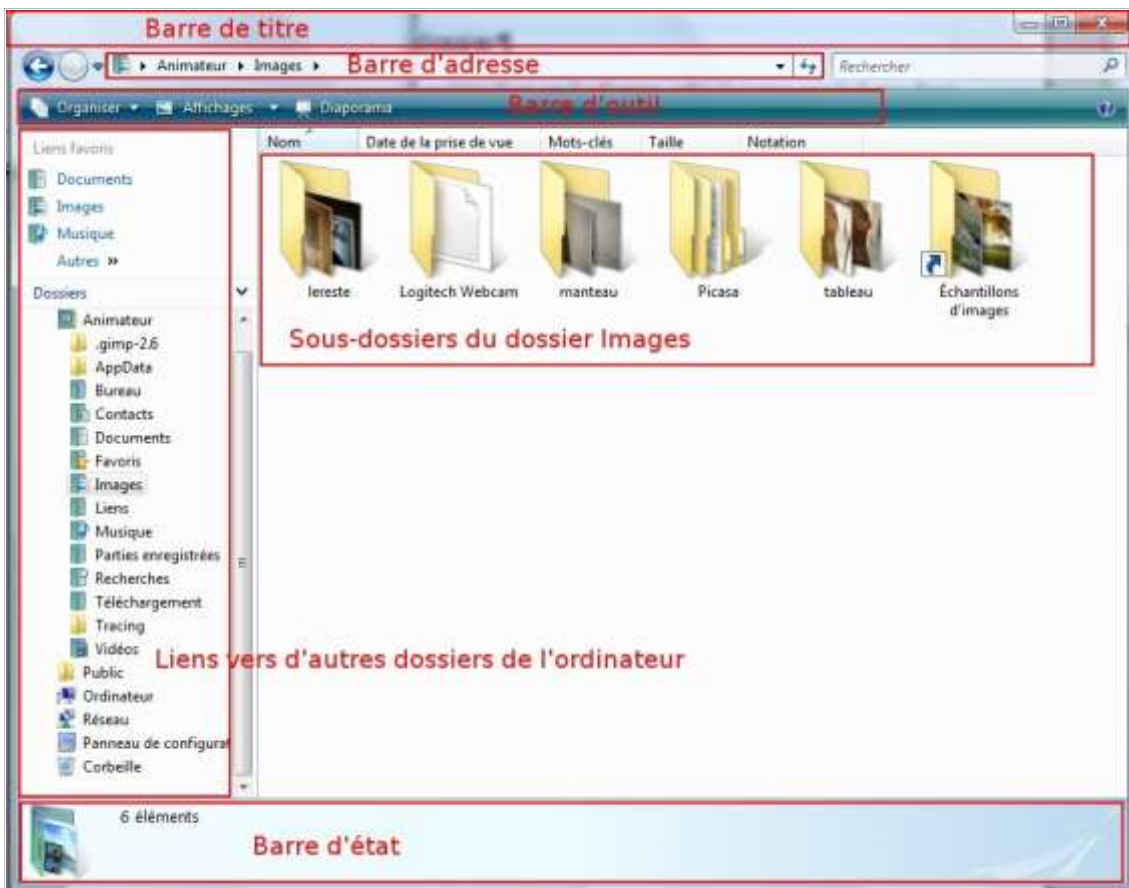 Barre de titre
Animateur Images Barre d'adresse Rechercher
Organiser Affichages Diaporama Barre d'outil
Liens favoris
Documents
Images
Musique
Autres »
Dossiers
Animateur
.gimp-2.6
AppData
Bureau
Contacts
Documents
Favoris
Images
Liens
Musique
Parties enregistrées
Recherches
Téléchargement
Tracing
Vidéos
Public
Ordinateur
Réseau
Panneau de configurat
Corbeille
Liens vers d'autres dossiers de l'ordinateur
Nom Date de la prise de vue Mots-clés Taille Notation
lereste Logitech Webcam manteau Picasa tableau Échantillons
d'images
Sous-dossiers du dossier Images
6 éléments
Barre d'état